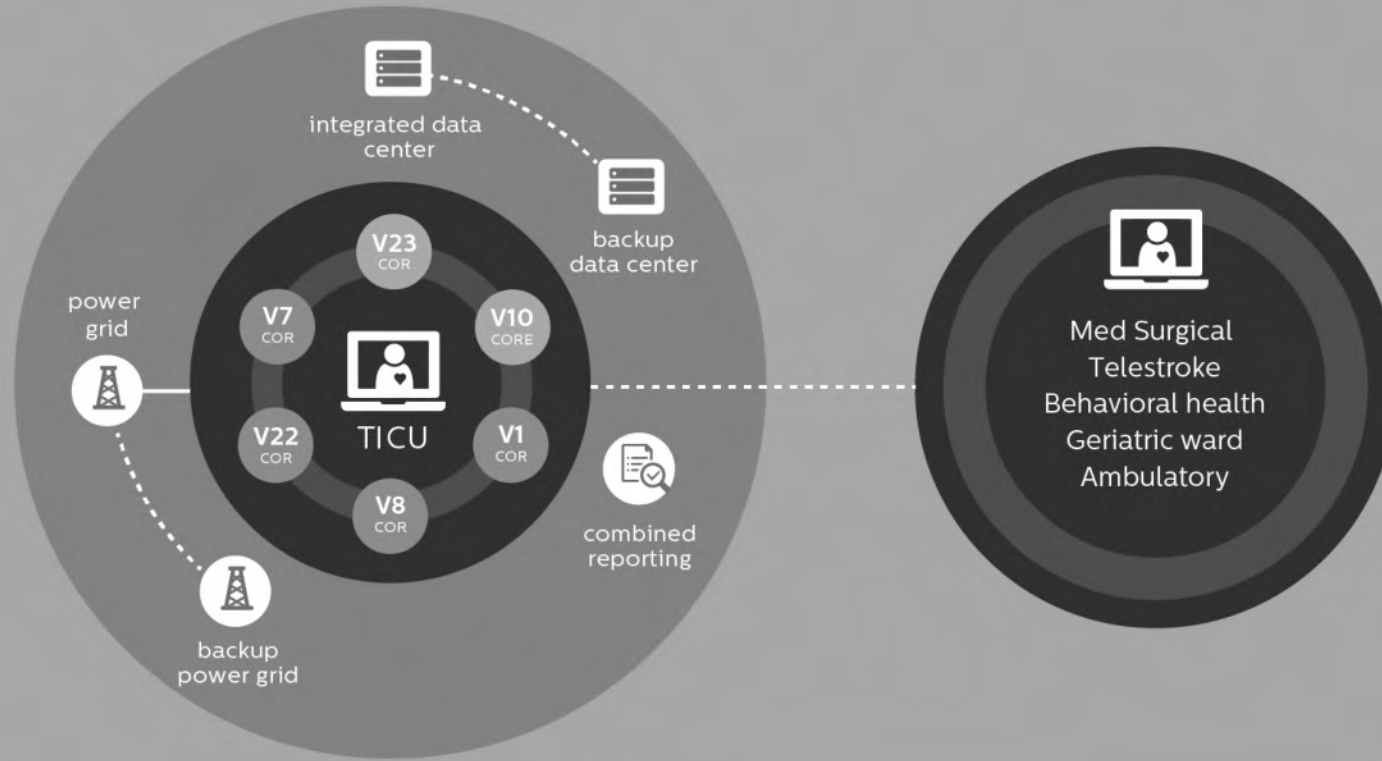 integrated data
center
backup
data center
power
grid
V23
COR
V7
COR
V10
CORE
TICU
V22
COR
V1
COR
V8
COR
combined
reporting
backup
power grid
Med Surgical
Telestroke
Behavioral health
Geriatric ward
Ambulatory